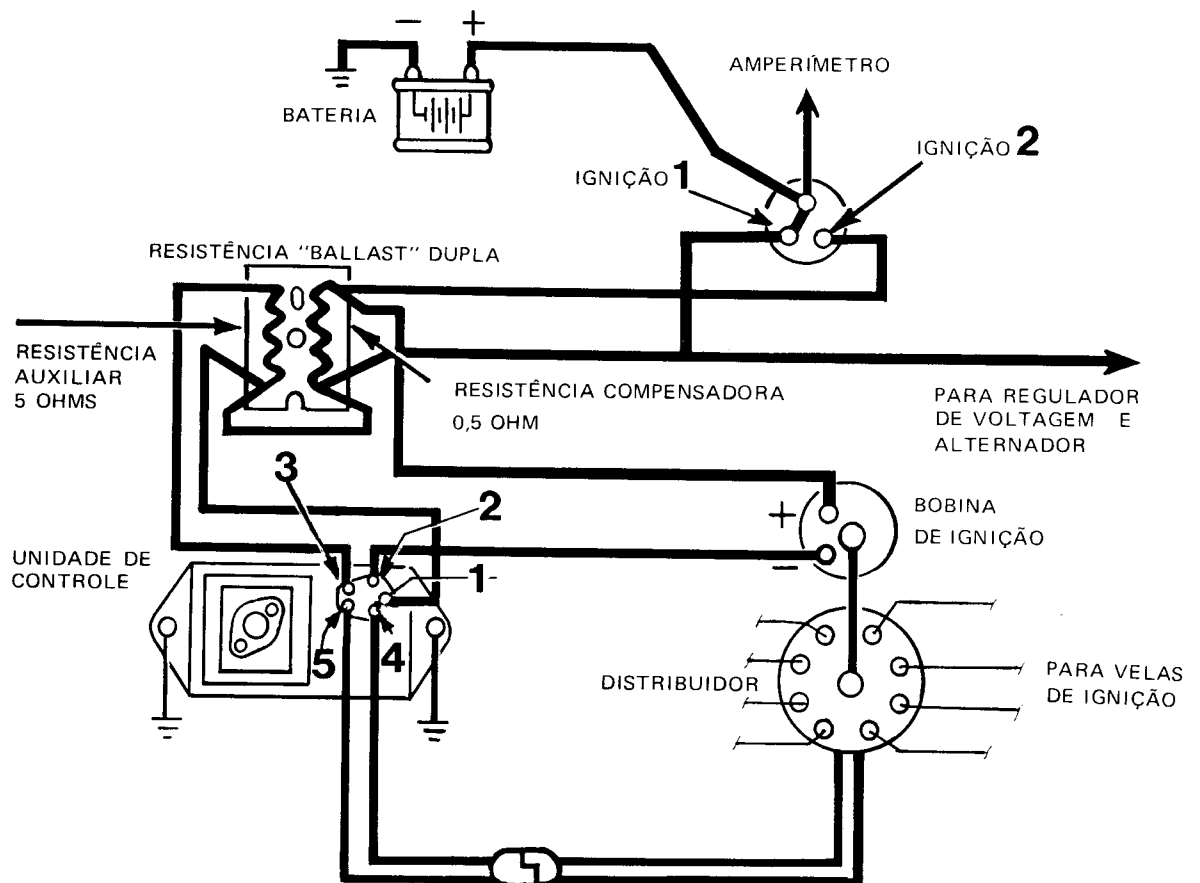 − +
BATERIA
AMPERÍMETRO
IGNIÇÃO 2
IGNIÇÃO 1
RESISTÊNCIA "BALLAST" DUPLA
RESISTÊNCIA
AUXILIAR
5 OHMS
RESISTÊNCIA COMPENSADORA
0,5 OHM
PARA REGULADOR
DE VOLTAGEM E
ALTERNADOR
3
2
1
5
4
UNIDADE DE
CONTROLE
+
−
BOBINA
DE IGNIÇÃO
DISTRIBUIDOR
PARA VELAS
DE IGNIÇÃO